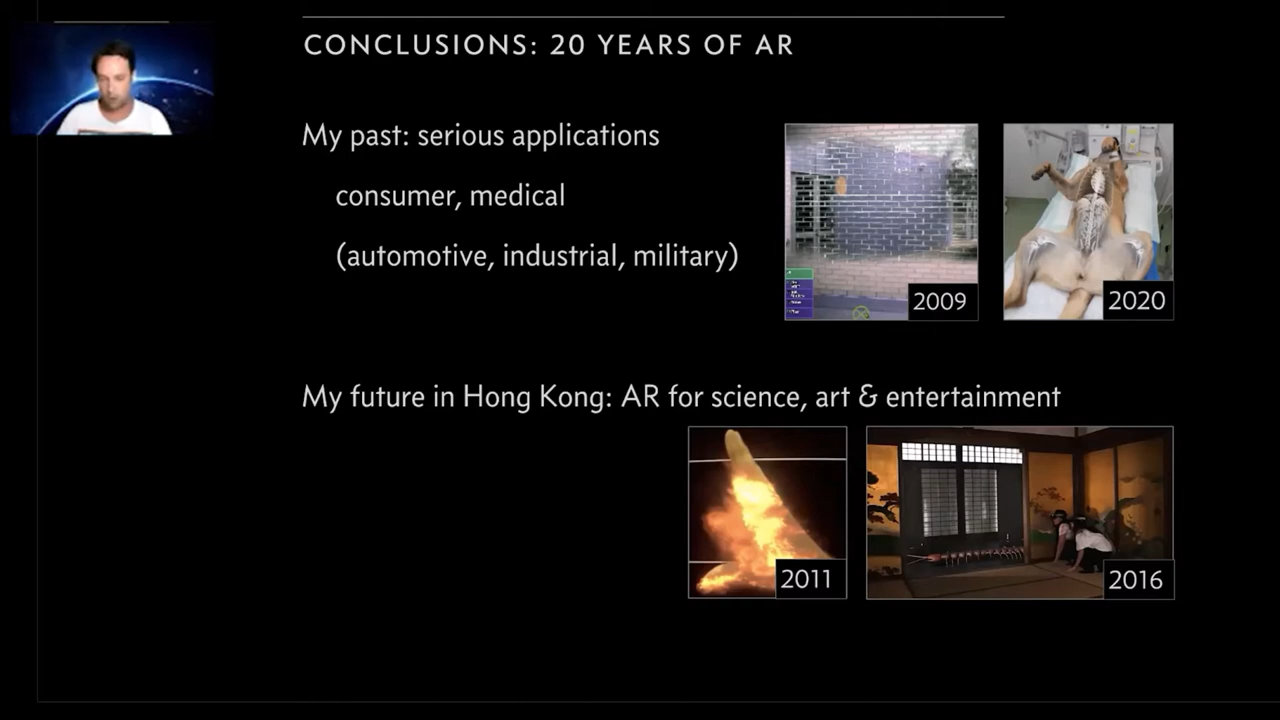 CONCLUSIONS: 20 YEARS OF AR
My past: serious applications
consumer, medical
(automotive, industrial, military)
2009
2020
My future in Hong Kong: AR for science, art & entertainment
2011
2016